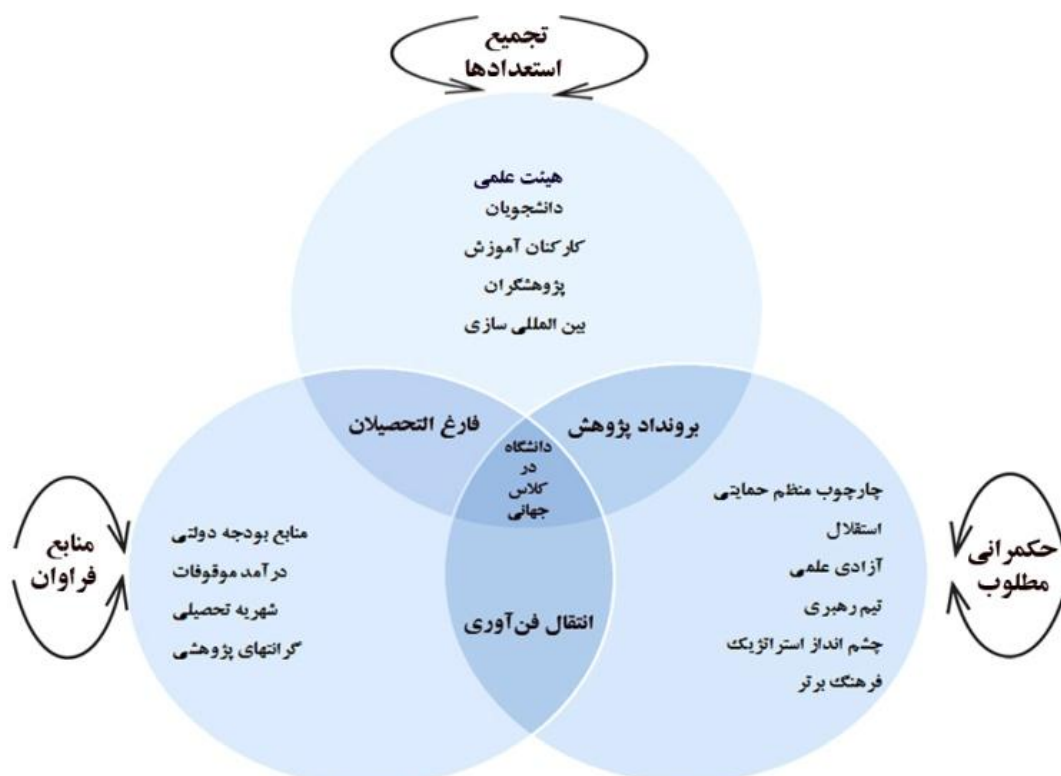 تجمیع
استعدادها
هیئت علمی
دانشجویان
کارکنان آموزش
پژوهشگران
بین المللی سازی
برونداد پژوهش
فارغ التحصیلان
دانشگاه
در
کلاس
جهانی
چارچوب منظم حمایتی
استقلال
آزادی علمی
تیم رهبری
چشم انداز استراتژیک
فرهنگ برتر
حکمرانی
مطلوب
انتقال فن‌آوری
منابع بودجه دولتی
درآمد موقوفات
شهریه تحصیلی
گرانتهای پژوهشی
منابع
فراوان